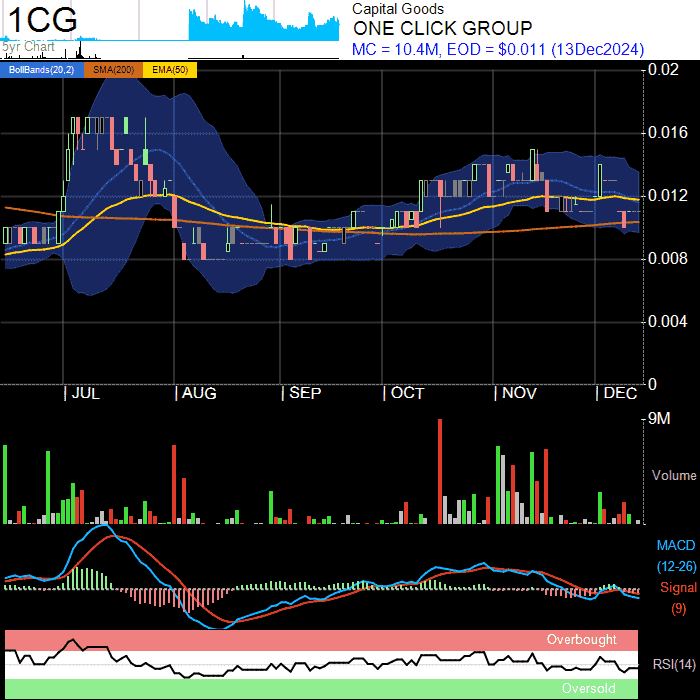 1CG
5yr Chart
Capital Goods
ONE CLICK GROUP
MC = 10.4M, EOD = $0.011 (13Dec2024)
BollBands(20,2) SMA(200) EMA(50)
0.02
0.016
0.012
0.008
0.004
0
JUL AUG SEP OCT NOV DEC
9M
Volume
MACD
(12-26)
Signal
(9)
Overbought
RSI(14)
Oversold